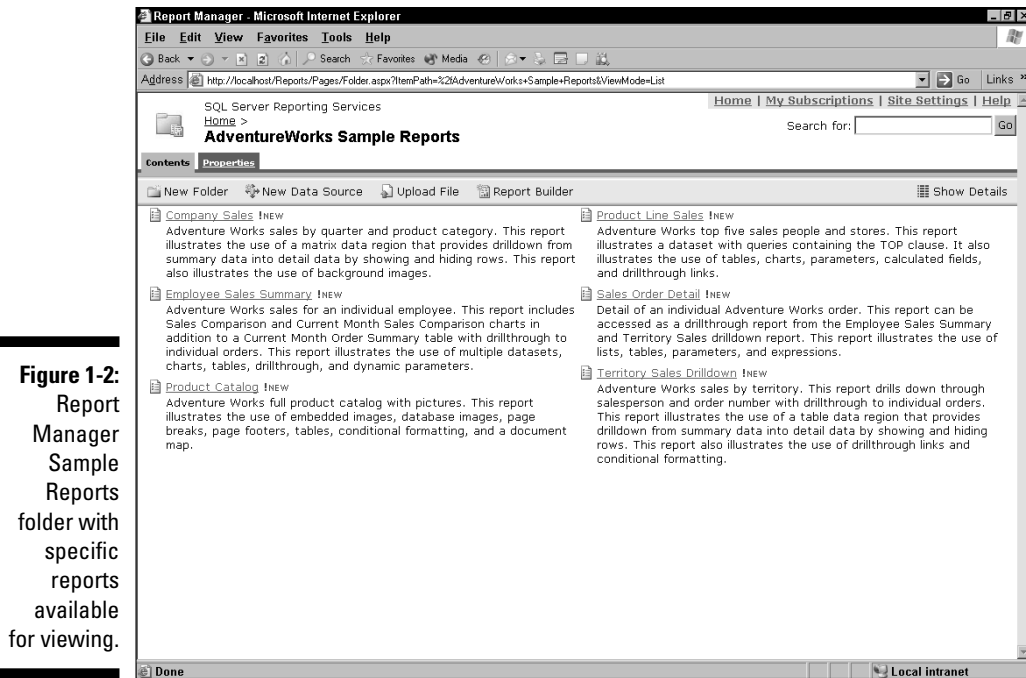 Report Manager - Microsoft Internet Explorer
File Edit View Favorites Tools Help
Back Search Favorites Media
Address http://localhost/Reports/Pages/Folder.aspx?ItemPath=%2fAdventureWorks+Sample+Reports&ViewMode=List Go Links »
SQL Server Reporting Services
Home >
AdventureWorks Sample Reports
Home | My Subscriptions | Site Settings | Help
Search for: Go
Contents Properties
New Folder New Data Source Upload File Report Builder Show Details
Company Sales !NEW
Adventure Works sales by quarter and product category. This report
illustrates the use of a matrix data region that provides drilldown from
summary data into detail data by showing and hiding rows. This report
also illustrates the use of background images.
Employee Sales Summary !NEW
Adventure Works sales for an individual employee. This report includes
Sales Comparison and Current Month Sales Comparison charts in
addition to a Current Month Order Summary table with drillthrough to
individual orders. This report illustrates the use of multiple datasets,
charts, tables, drillthrough, and dynamic parameters.
Product Catalog !NEW
Adventure Works full product catalog with pictures. This report
illustrates the use of embedded images, database images, page
breaks, page footers, tables, conditional formatting, and a document
map.
Product Line Sales !NEW
Adventure Works top five sales people and stores. This report
illustrates a dataset with queries containing the TOP clause. It also
illustrates the use of tables, charts, parameters, calculated fields,
and drillthrough links.
Sales Order Detail !NEW
Detail of an individual Adventure Works order. This report can be
accessed as a drillthrough report from the Employee Sales Summary
and Territory Sales drilldown report. This report illustrates the use of
lists, tables, parameters, and expressions.
Territory Sales Drilldown !NEW
Adventure Works sales by territory. This report drills down through
salesperson and order number with drillthrough to individual orders.
This report illustrates the use of a table data region that provides
drilldown from summary data into detail data by showing and hiding
rows. This report also illustrates the use of drillthrough links and
conditional formatting.
Done Local intranet
Figure 1-2:
Report
Manager
Sample
Reports
folder with
specific
reports
available
for viewing.